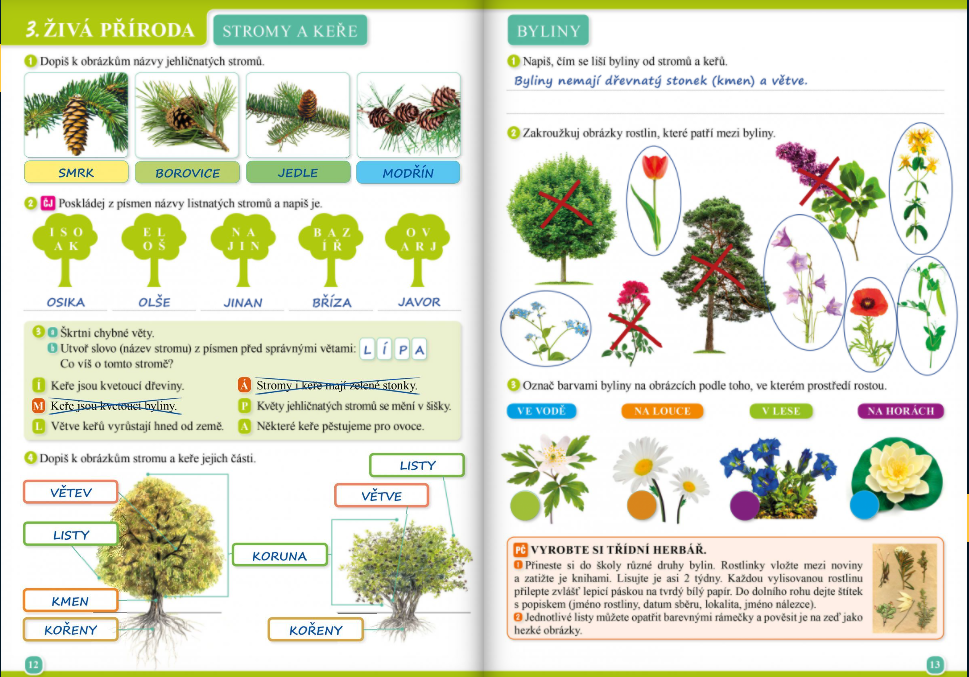 3. ŽIVÁ PŘÍRODA
STROMY A KEŘE
1 Dopiš k obrázkům názvy jehličnatých stromů.
SMRK
BOROVICE
JEDLE
MODŘÍN
2 ČJ Poskládej z písmen názvy listnatých stromů a napiš je.
I S O
A K
E L
O Š
N A
J I N
B A Z
Í Ř
O V
A R J
OSIKA
OLŠE
JINAN
BŘÍZA
JAVOR
3 a Škrtni chybné věty.
b Utvoř slovo (název stromu) z písmen před správnými větami: L Í P A
Co víš o tomto stromě?
Í Keře jsou kvetoucí dřeviny.
M Keře jsou kvetoucí byliny.
L Větve keřů vyrůstají hned od země.
Á Stromy i keře mají zelené stonky.
P Květy jehličnatých stromů se mění v šišky.
A Některé keře pěstujeme pro ovoce.
4 Dopiš k obrázkům stromu a keře jejich části.
VĚTEV
LISTY
KMEN
KOŘENY
KORUNA
LISTY
VĚTVE
KOŘENY
12
BYLINY
1 Napiš, čím se liší byliny od stromů a keřů.
Byliny nemají dřevnatý stonek (kmen) a větve.
2 Zakroužkuj obrázky rostlin, které patří mezi byliny.
3 Označ barvami byliny na obrázcích podle toho, ve kterém prostředí rostou.
VE VODĚ
NA LOUCE
V LESE
NA HORÁCH
PČ VYROBTE SI TŘÍDNÍ HERBÁŘ.
1 Přineste si do školy různé druhy bylin. Rostlinky vložte mezi noviny
a zatižte je knihami. Lisujte je asi 2 týdny. Každou vylisovanou rostlinu
přilepte zvlášť lepicí páskou na tvrdý bílý papír. Do dolního rohu dejte štítek
s popiskem (jméno rostliny, datum sběru, lokalita, jméno nálezce).
2 Jednotlivé listy můžete opatřit barevnými rámečky a pověsit je na zeď jako
hezké obrázky.
13